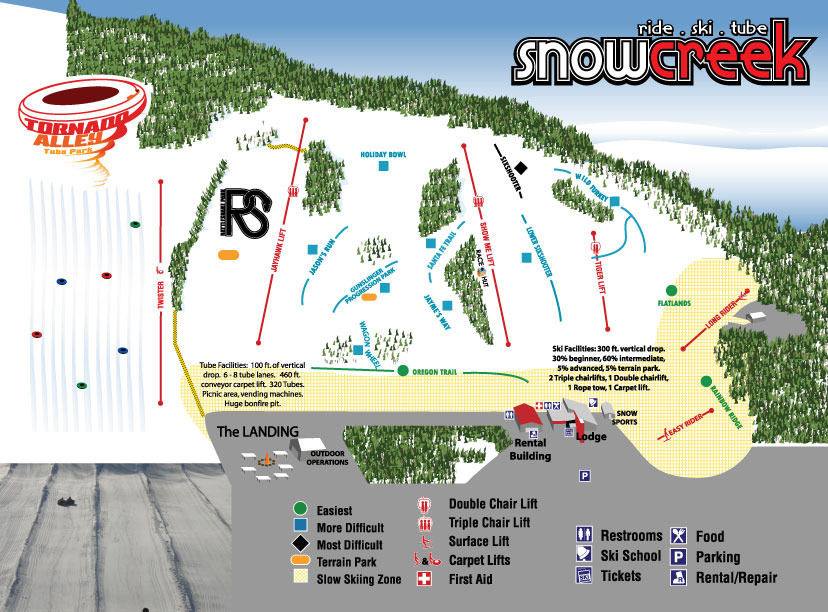 ride . ski . tube
snowcreek
TORNADO
ALLEY
Tube Park
RATTLESNAKE PARK
RS
HOLIDAY BOWL
SIXSHOOTER
WILD TURKEY
JAYHAWK LIFT
JASON'S RUN
SANTA FE TRAIL
SHOW ME LIFT
LOWER SIXSHOOTER
TIGER LIFT
TWISTER
GUNSLINGER
PROGRESSION PARK
RACE
HUT
JAYNE'S WAY
WAGON WHEEL
FLATLANDS
LONG RIDER
RAINBOW RIDGE
EASY RIDER
OREGON TRAIL
Tube Facilities: 100 ft. of vertical
drop. 6 - 8 tube lanes. 460 ft.
conveyor carpet lift. 320 Tubes.
Picnic area, vending machines.
Huge bonfire pit.
Ski Facilities: 300 ft. vertical drop.
30% beginner, 60% intermediate,
5% advanced, 5% terrain park.
2 Triple chairlifts, 1 Double chairlift,
1 Rope tow, 1 Carpet lift.
The LANDING
OUTDOOR
OPERATIONS
Rental
Building
Lodge
SNOW
SPORTS
P
Easiest
More Difficult
Most Difficult
Terrain Park
Slow Skiing Zone
Double Chair Lift
Triple Chair Lift
Surface Lift
& Carpet Lifts
First Aid
Restrooms
Ski School
Tickets
Food
P Parking
Rental/Repair